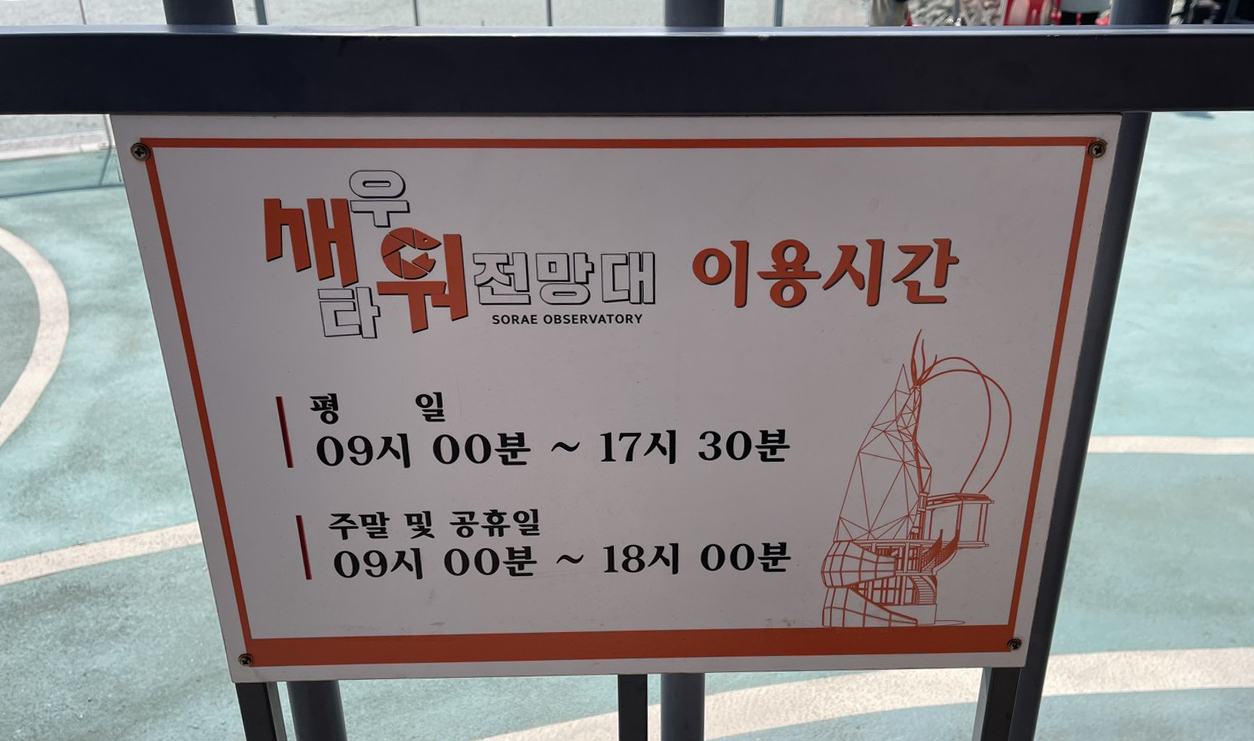 새우타워전망대 이용시간
SORAE OBSERVATORY
평 일
09시 00분 ~ 17시 30분
주말 및 공휴일
09시 00분 ~ 18시 00분